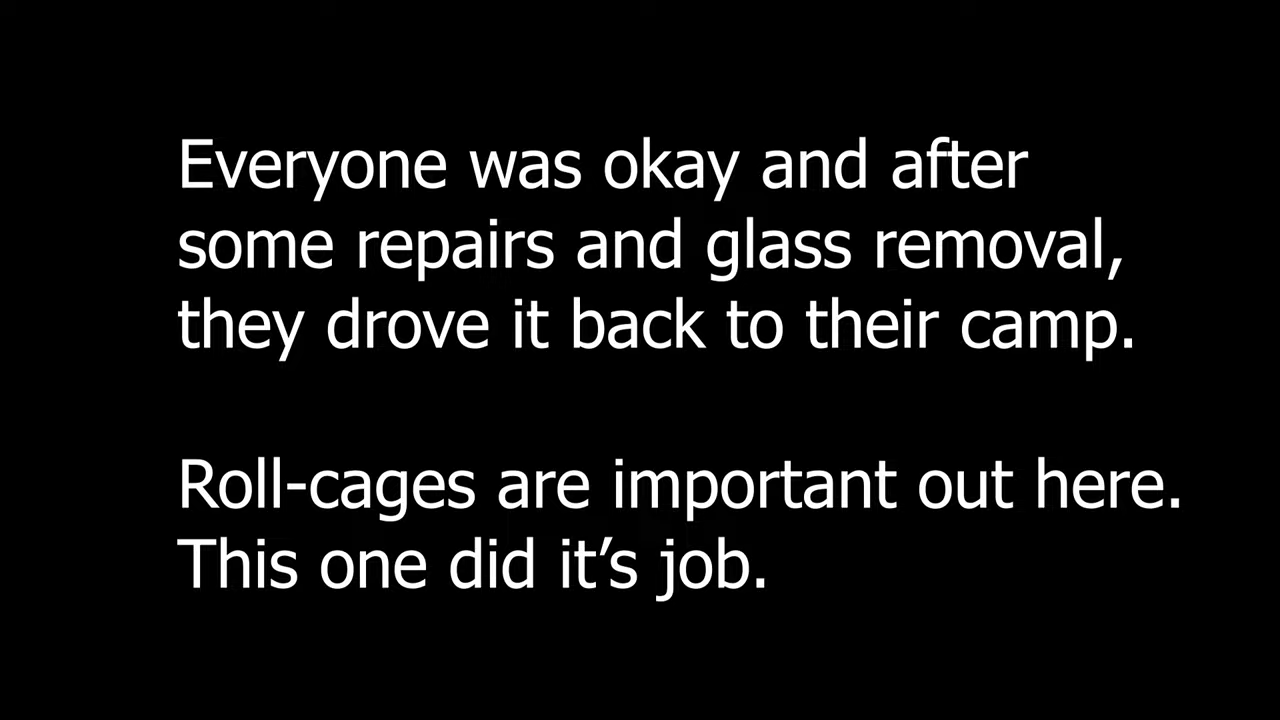 Everyone was okay and after
some repairs and glass removal,
they drove it back to their camp.
Roll-cages are important out here.
This one did it’s job.